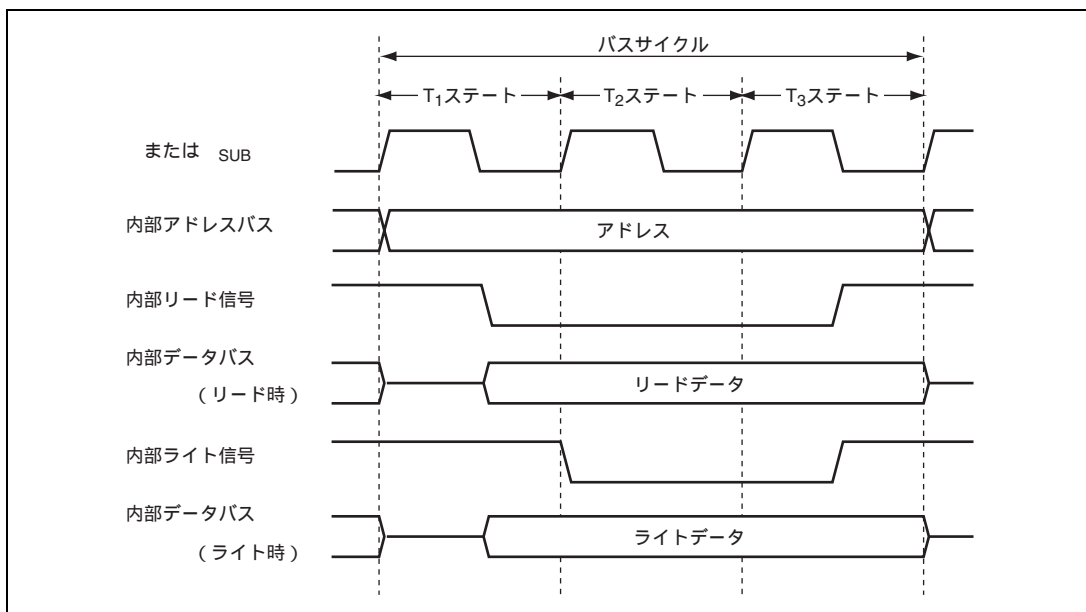 バスサイクル
T1ステート T2ステート T3ステート
または SUB
内部アドレスバス
アドレス
内部リード信号
内部データバス
(リード時)
リードデータ
内部ライト信号
内部データバス
(ライト時)
ライトデータ